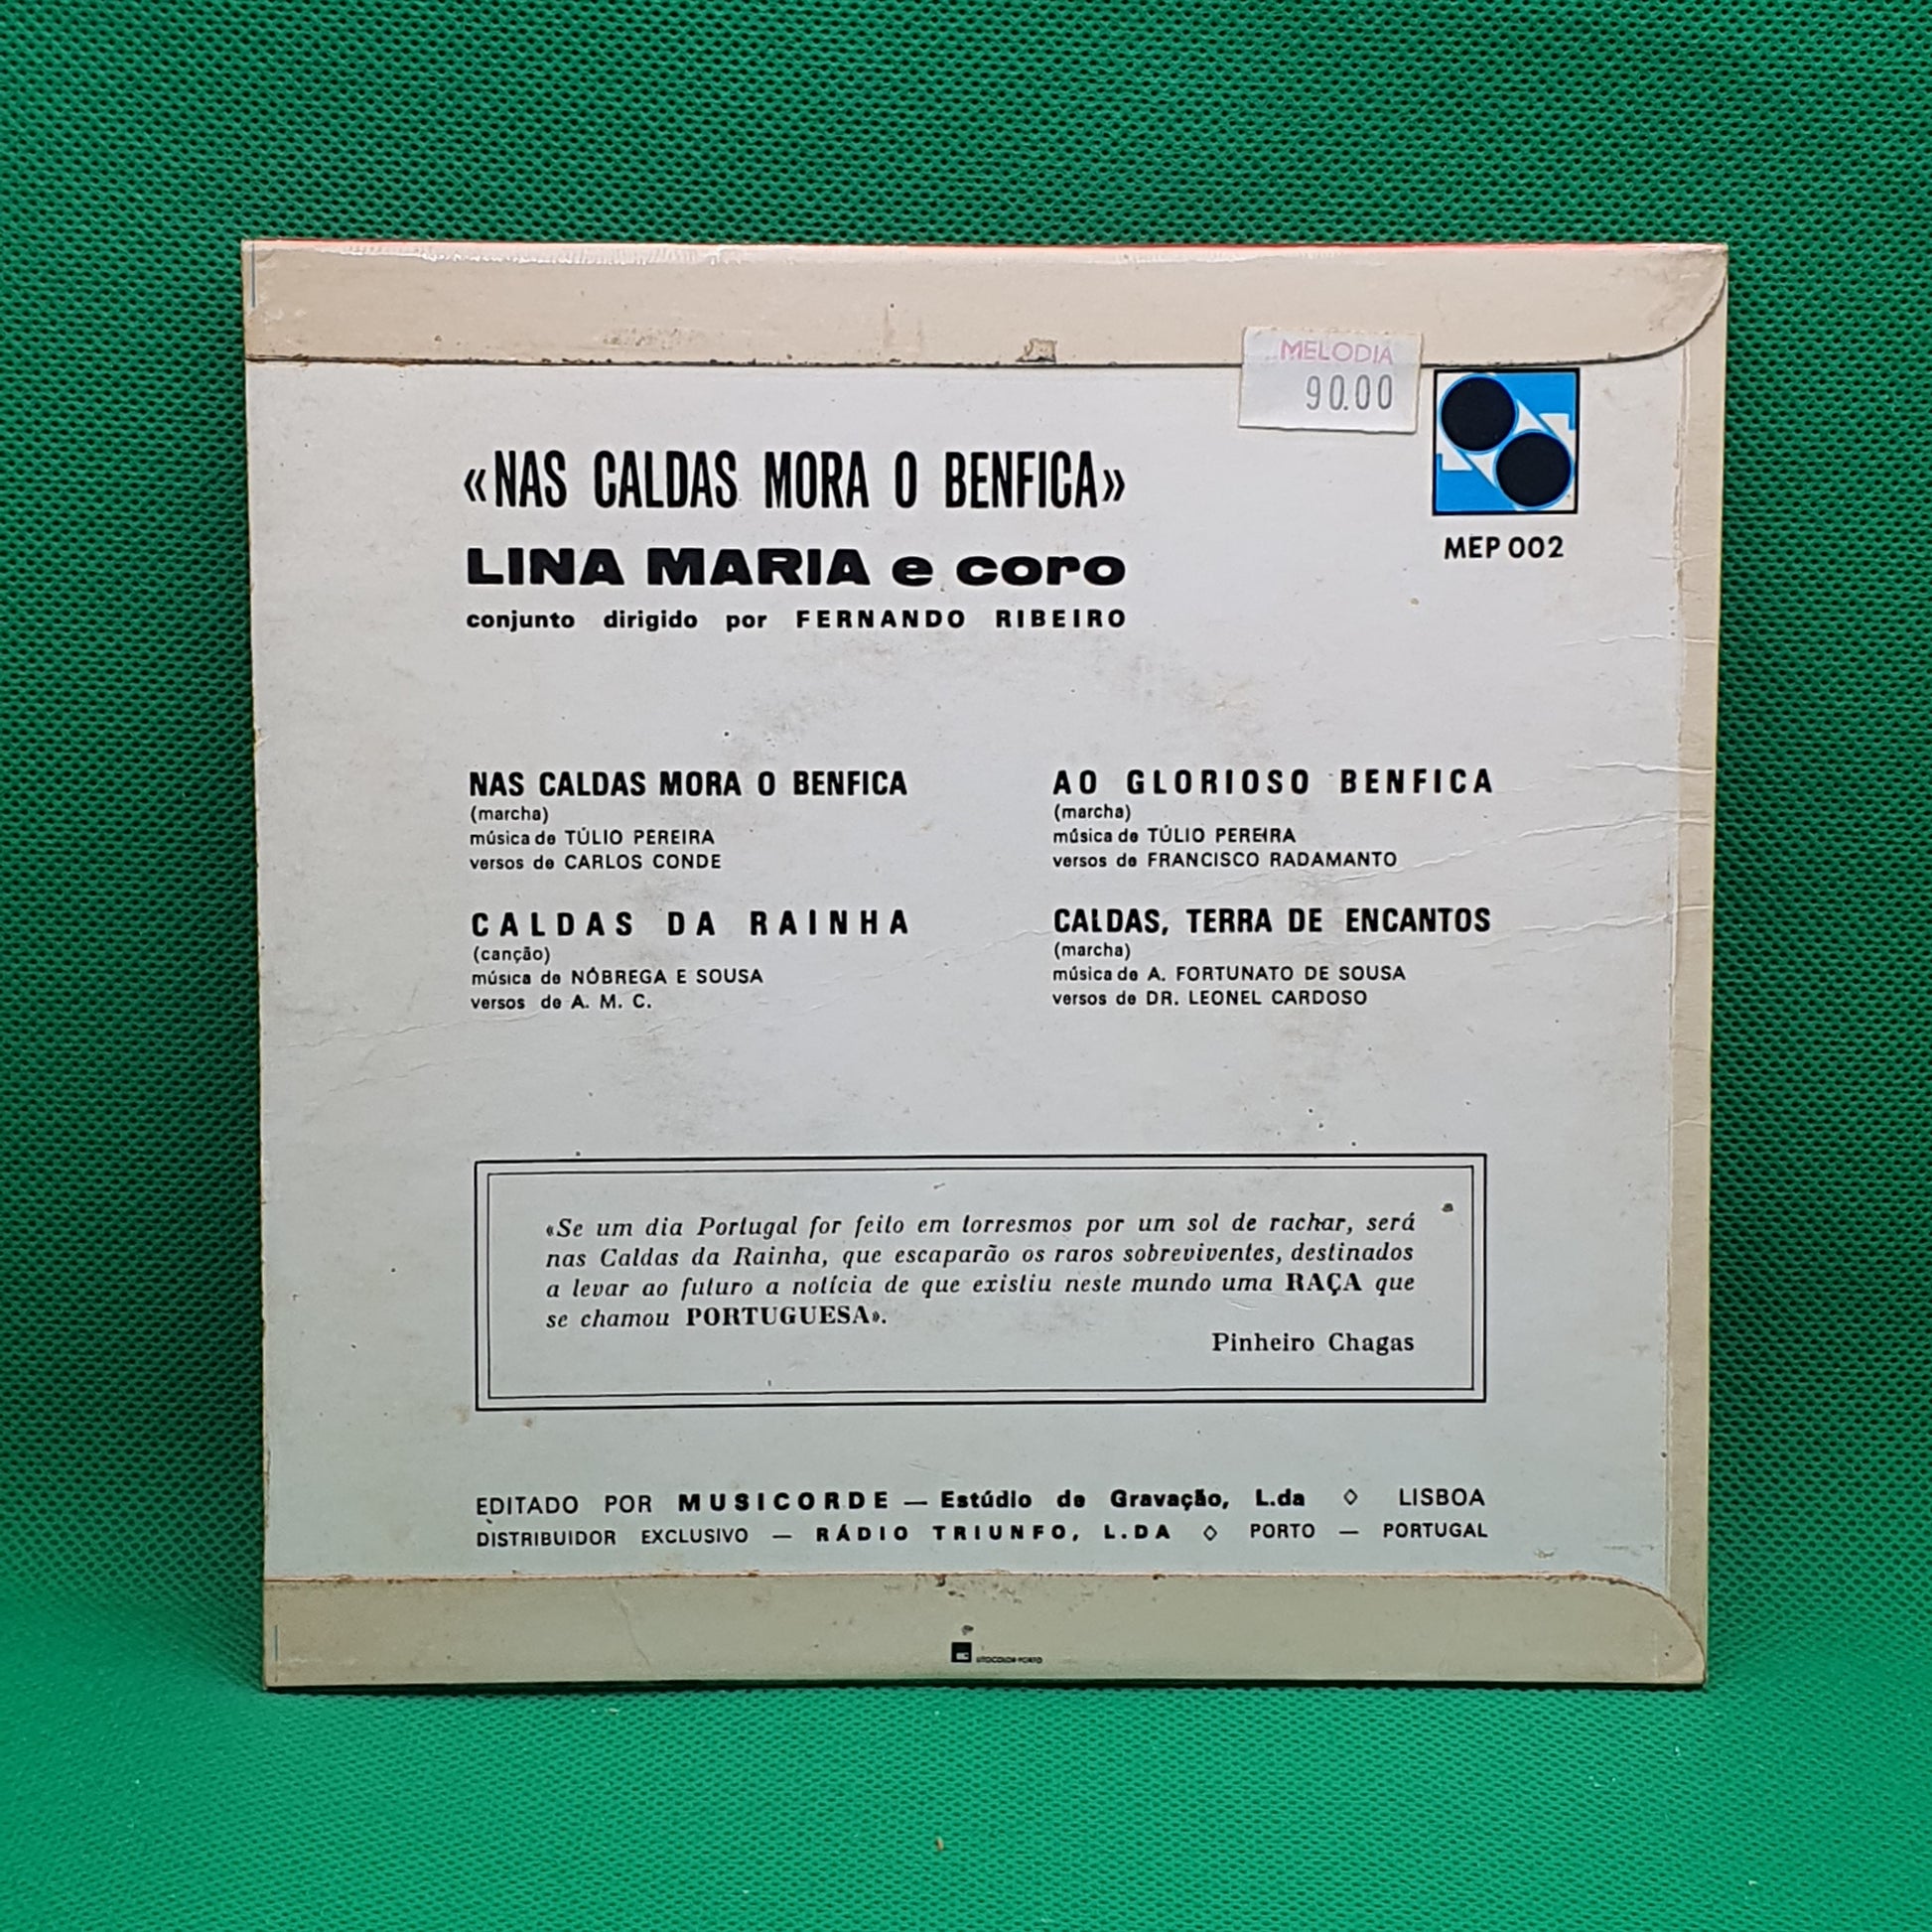 MELODIA
90.00
«NAS CALDAS MORA O BENFICA»
LINA MARIA e coro
conjunto dirigido por FERNANDO RIBEIRO
MEP 002
NAS CALDAS MORA O BENFICA
(marcha)
música de TÚLIO PEREIRA
versos de CARLOS CONDE
CALDAS DA RAINHA
(canção)
música de NÓBREGA E SOUSA
versos de A. M. C.
AO GLORIOSO BENFICA
(marcha)
música de TÚLIO PEREIRA
versos de FRANCISCO RADAMANTO
CALDAS, TERRA DE ENCANTOS
(marcha)
música de A. FORTUNATO DE SOUSA
versos de DR. LEONEL CARDOSO
«Se um dia Portugal for feito em torresmos por um sol de rachar, será
nas Caldas da Rainha, que escaparão os raros sobreviventes, destinados
a levar ao futuro a notícia de que existiu neste mundo uma RAÇA que
se chamou PORTUGUESA».
Pinheiro Chagas
EDITADO POR MUSICORDE — Estúdio de Gravação, L.da ◇ LISBOA
DISTRIBUIDOR EXCLUSIVO — RÁDIO TRIUNFO, L.DA ◇ PORTO — PORTUGAL
LITOCOLOR-PORTO